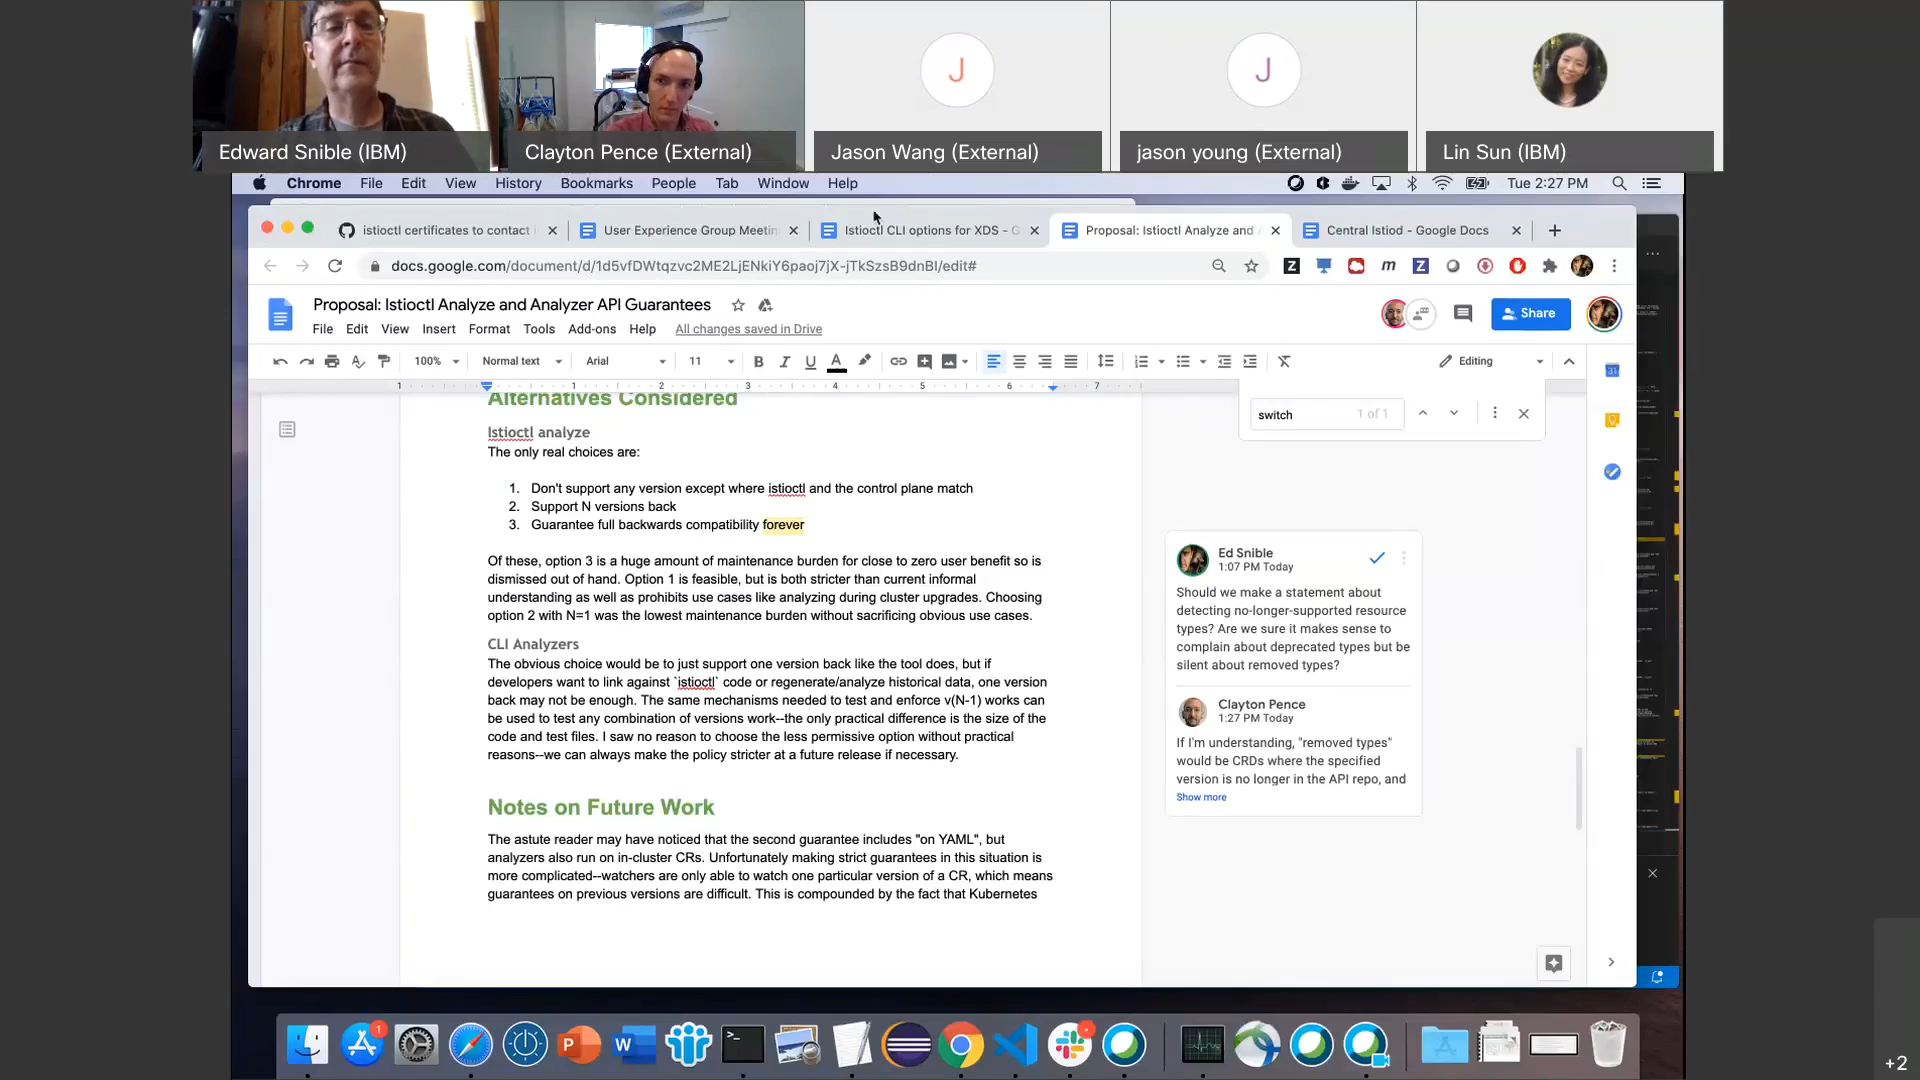 J
J
Edward Snible (IBM)
Clayton Pence (External)
Jason Wang (External)
jason young (External)
Lin Sun (IBM)
Chrome File Edit View History Bookmarks People Tab Window Help
Tue 2:27 PM
istioctl certificates to contact
User Experience Group Meetin
Istioctl CLI options for XDS - G
Proposal: Istioctl Analyze and
Central Istiod - Google Docs
docs.google.com/document/d/1d5vfDWtqzvc2ME2LjENkiY6paoj7jX-jTkSzsB9dnBI/edit#
Proposal: Istioctl Analyze and Analyzer API Guarantees
Share
File Edit View Insert Format Tools Add-ons Help All changes saved in Drive
100% Normal text Arial 11 B I U A Editing
1 1 2 3 4 5 6 7
switch 1 of 1
Alternatives Considered
Istioctl analyze
The only real choices are:
1. Don't support any version except where istioctl and the control plane match
2. Support N versions back
3. Guarantee full backwards compatibility forever
Of these, option 3 is a huge amount of maintenance burden for close to zero user benefit so is
dismissed out of hand. Option 1 is feasible, but is both stricter than current informal
understanding as well as prohibits use cases like analyzing during cluster upgrades. Choosing
option 2 with N=1 was the lowest maintenance burden without sacrificing obvious use cases.
CLI Analyzers
The obvious choice would be to just support one version back like the tool does, but if
developers want to link against `istioctl` code or regenerate/analyze historical data, one version
back may not be enough. The same mechanisms needed to test and enforce v(N-1) works can
be used to test any combination of versions work--the only practical difference is the size of the
code and test files. I saw no reason to choose the less permissive option without practical
reasons--we can always make the policy stricter at a future release if necessary.
Notes on Future Work
The astute reader may have noticed that the second guarantee includes "on YAML", but
analyzers also run on in-cluster CRs. Unfortunately making strict guarantees in this situation is
more complicated--watchers are only able to watch one particular version of a CR, which means
guarantees on previous versions are difficult. This is compounded by the fact that Kubernetes
Ed Snible
1:07 PM Today
Should we make a statement about
detecting no-longer-supported resource
types? Are we sure it makes sense to
complain about deprecated types but be
silent about removed types?
Clayton Pence
1:27 PM Today
If I'm understanding, "removed types"
would be CRDs where the specified
version is no longer in the API repo, and
Show more
+2